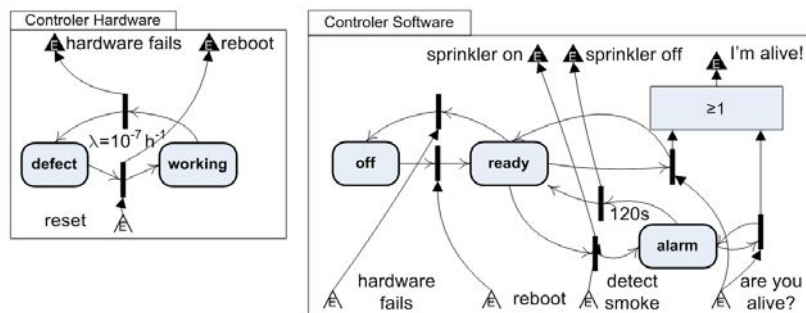 Controler Hardware
hardware fails
reboot
λ=10⁻⁷ h⁻¹
defect
working
reset
E
E
E
Controler Software
sprinkler on
sprinkler off
I'm alive!
≥1
off
ready
120s
alarm
hardware
fails
reboot
detect
smoke
are you
alive?
E
E
E
E
E
E
E